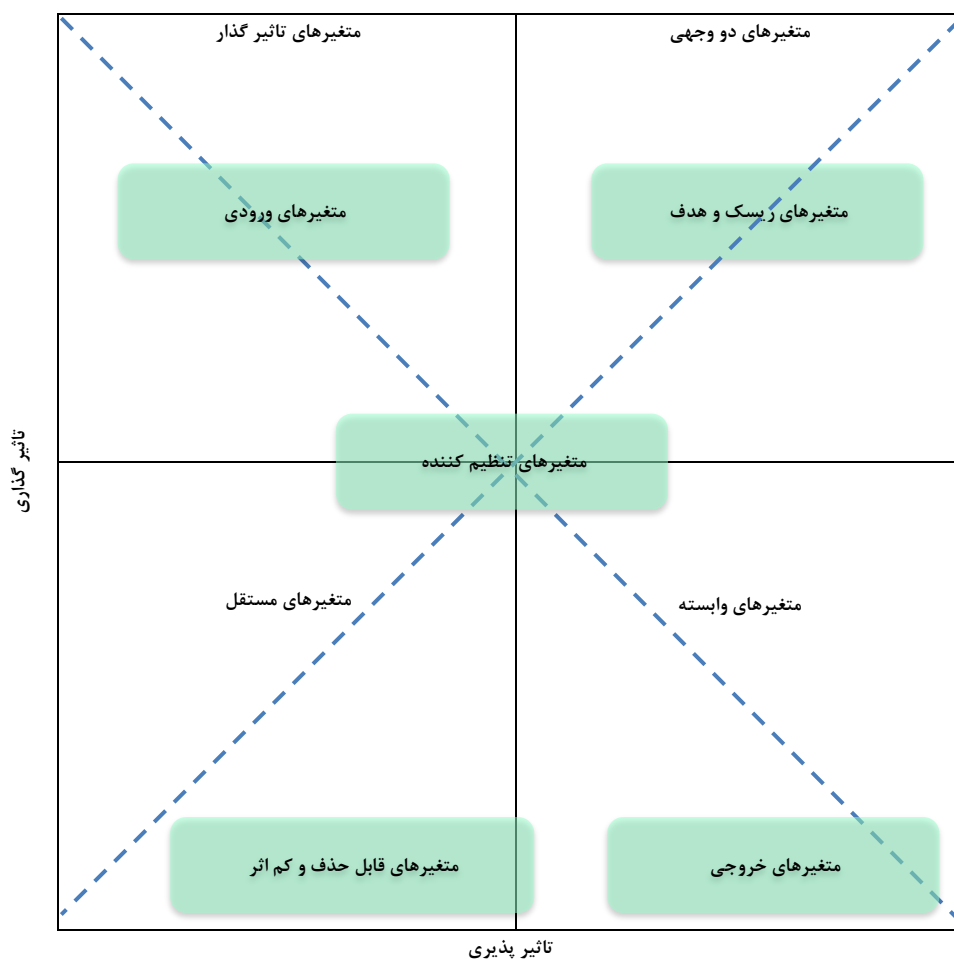 متغیرهای دو وجهی
متغیرهای تاثیر گذار
متغیرهای ریسک و هدف
متغیرهای ورودی
متغیرهای تنظیم کننده
تاثیر گذاری
متغیرهای وابسته
متغیرهای مستقل
متغیرهای خروجی
متغیرهای قابل حذف و کم اثر
تاثیر پذیری